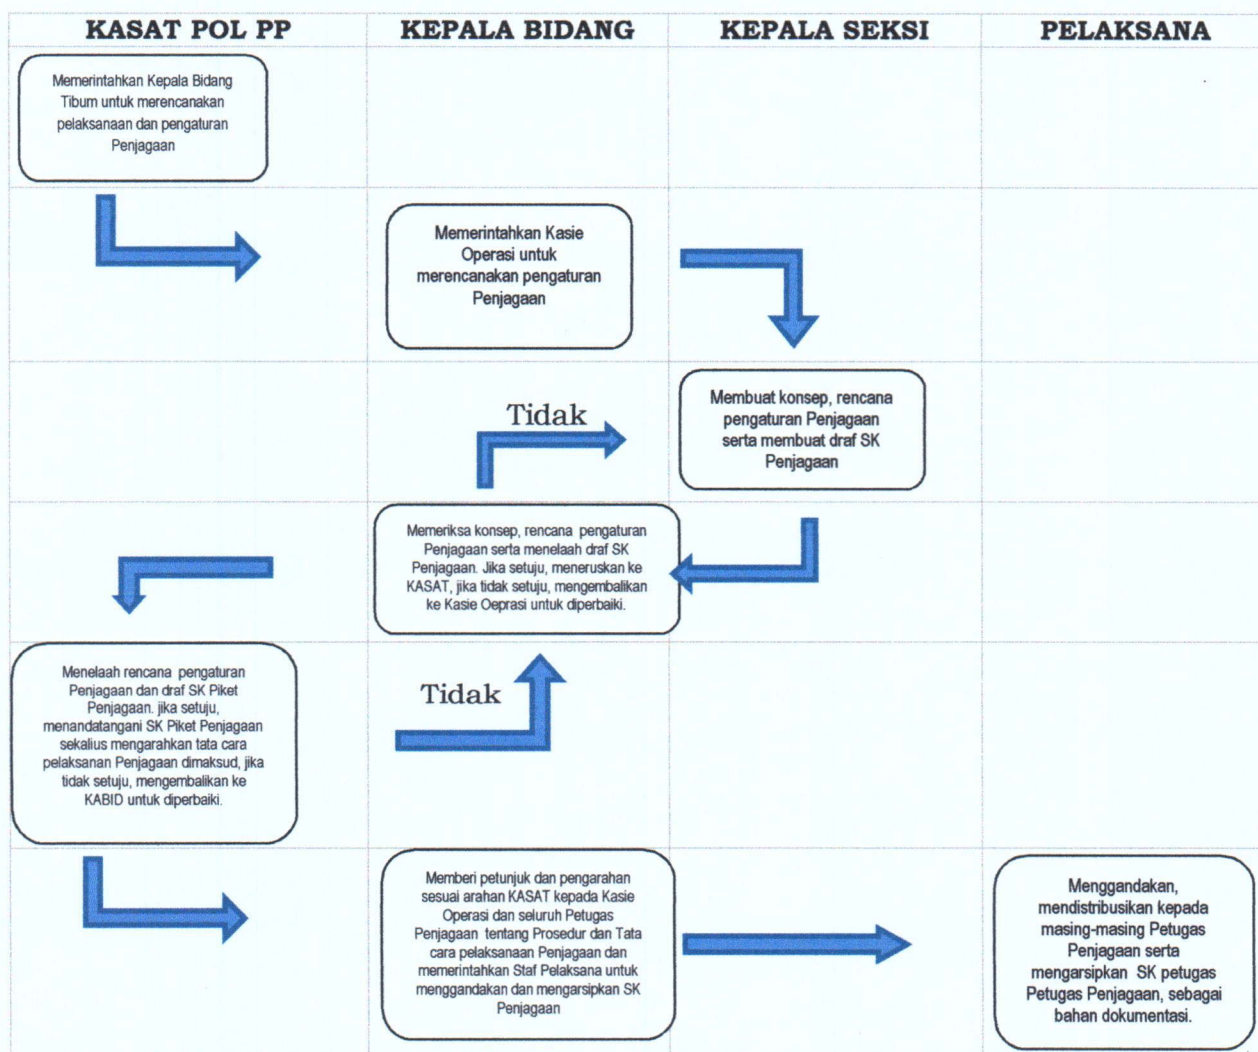 KASAT POL PP
KEPALA BIDANG
KEPALA SEKSI
PELAKSANA
Memerintahkan Kepala Bidang
Tibum untuk merencanakan
pelaksanaan dan pengaturan
Penjagaan
Memerintahkan Kasie
Operasi untuk
merencanakan pengaturan
Penjagaan
Membuat konsep, rencana
pengaturan Penjagaan
serta membuat draf SK
Penjagaan
Tidak
Memeriksa konsep, rencana pengaturan
Penjagaan serta menelaah draf SK
Penjagaan. Jika setuju, meneruskan ke
KASAT, jika tidak setuju, mengembalikan
ke Kasie Oeprasi untuk diperbaiki.
Menelaah rencana pengaturan
Penjagaan dan draf SK Piket
Penjagaan. jika setuju,
menandatangani SK Piket Penjagaan
sekalius mengarahkan tata cara
pelaksanan Penjagaan dimaksud, jika
tidak setuju, mengembalikan ke
KABID untuk diperbaiki.
Tidak
Memberi petunjuk dan pengarahan
sesuai arahan KASAT kepada Kasie
Operasi dan seluruh Petugas
Penjagaan tentang Prosedur dan Tata
cara pelaksanaan Penjagaan dan
memerintahkan Staf Pelaksana untuk
menggandakan dan mengarsipkan SK
Penjagaan
Menggandakan,
mendistribusikan kepada
masing-masing Petugas
Penjagaan serta
mengarsipkan SK petugas
Petugas Penjagaan, sebagai
bahan dokumentasi.